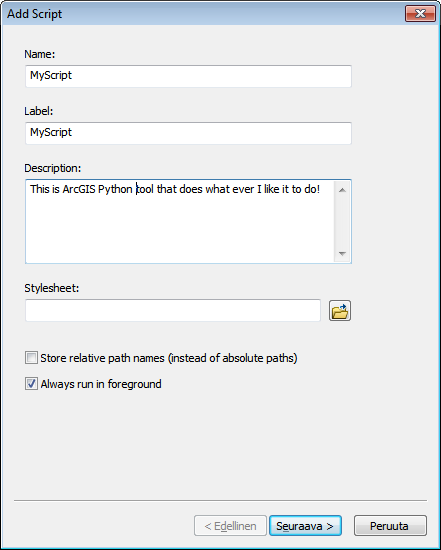 Add Script
Name:
MyScript
Label:
MyScript
Description:
This is ArcGIS Python tool that does what ever I like it to do!
Stylesheet:
Store relative path names (instead of absolute paths)
Always run in foreground
< Edellinen
Seuraava >
Peruuta